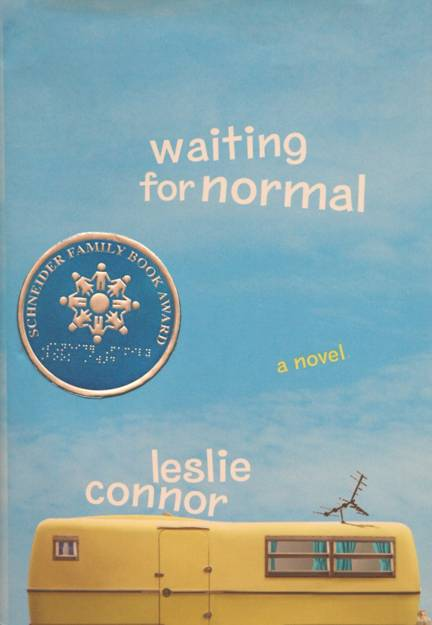 waiting
for normal
SCHNEIDER FAMILY BOOK AWARD
a novel
leslie
connor